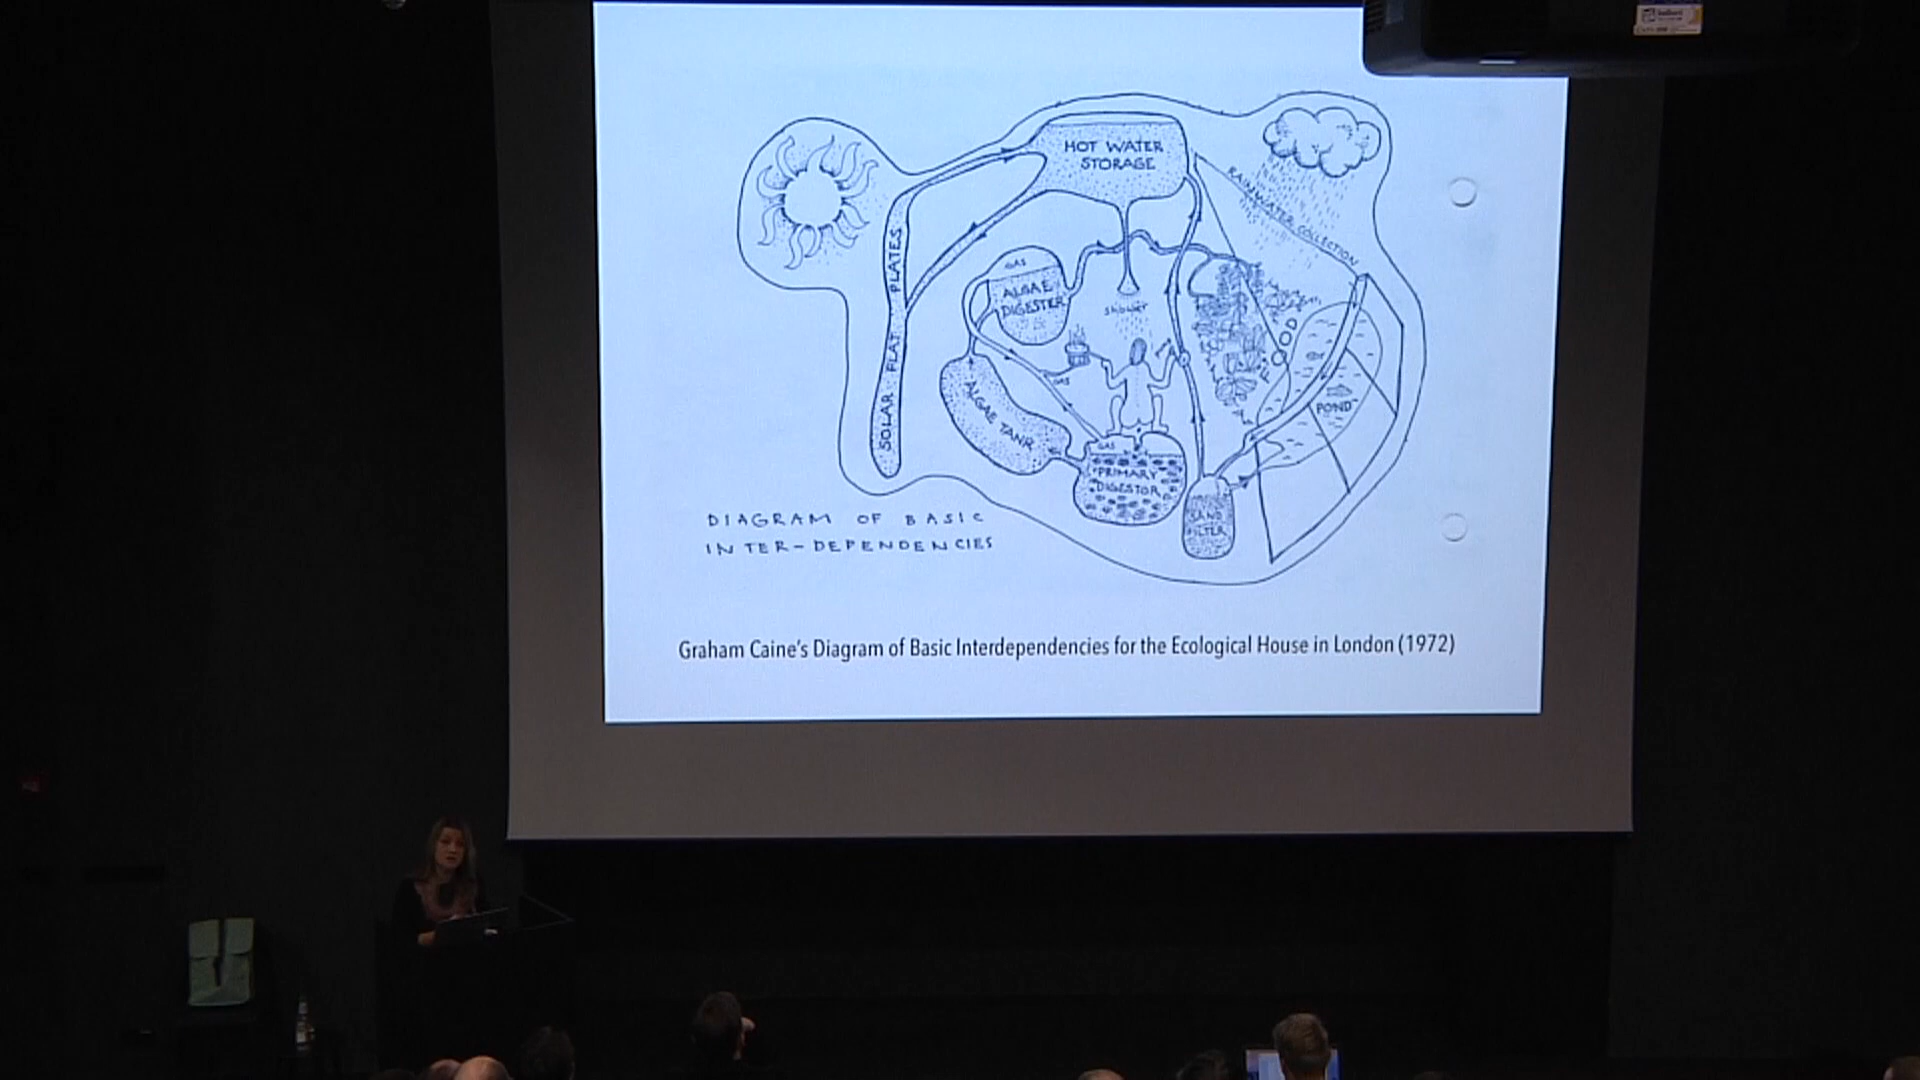 HOT WATER
STORAGE
RAINWATER COLLECTION
SOLAR FLAT PLATES
GAS
ALGAE
DIGESTER
shower
GAS
FOOD
ALGAE TANK
POND
GAS
PRIMARY
DIGESTOR
SAND
FILTER
DIAGRAM OF BASIC
INTER-DEPENDENCIES
Graham Caine's Diagram of Basic Interdependencies for the Ecological House in London (1972)